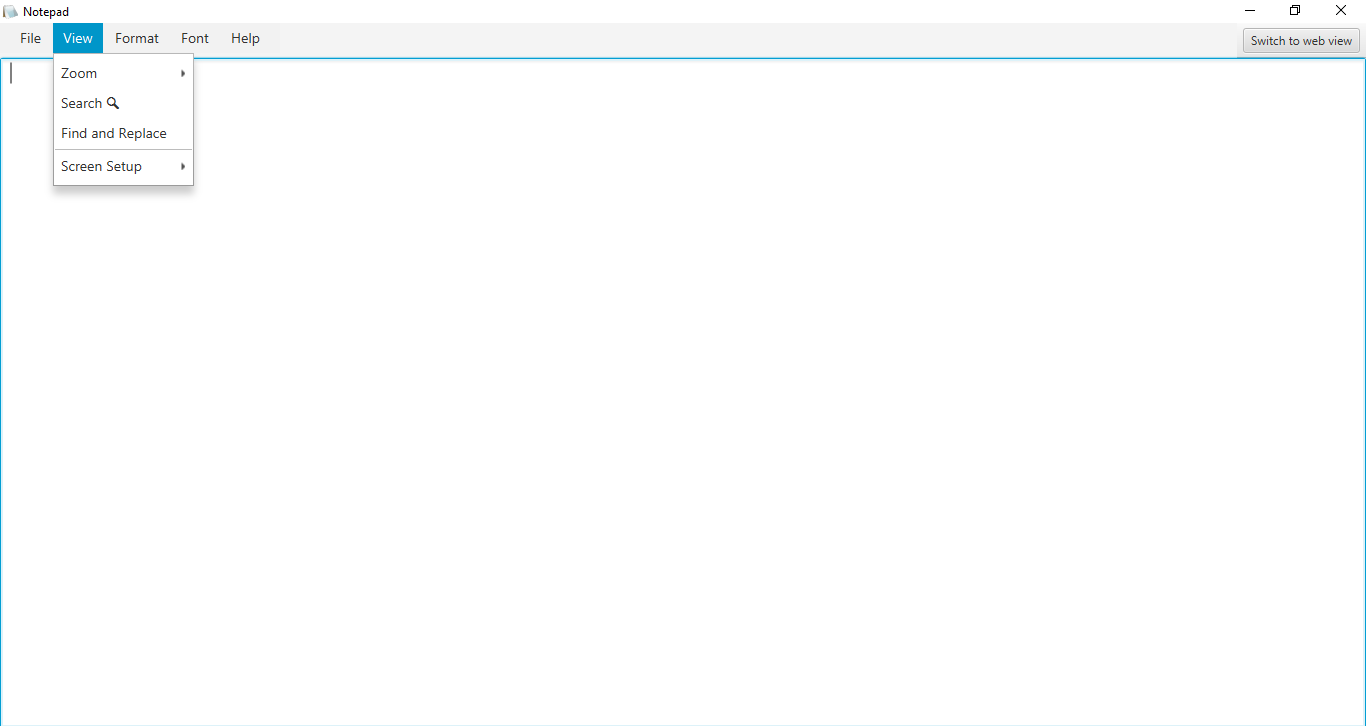 Notepad
File View Format Font Help
Switch to web view
Zoom
Search
Find and Replace
Screen Setup